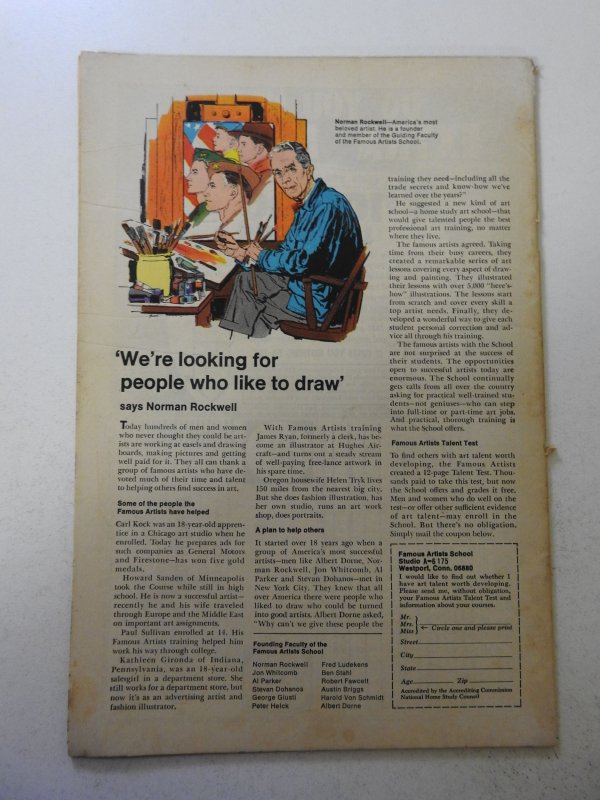 Norman Rockwell—America's most
beloved artist. He is a founder
and member of the Guiding Faculty
of the Famous Artists School.
'We're looking for
people who like to draw'
says Norman Rockwell
Today hundreds of men and women
who never thought they could be art-
ists are working at easels and drawing
boards, making pictures and getting
well paid for it. They all can thank a
group of famous artists who have de-
voted much of their time and talent
to helping others find success in art.
Some of the people the
Famous Artists have helped
Carl Kock was an 18-year-old appren-
tice in a Chicago art studio when he
enrolled. Today he prepares ads for
such companies as General Motors
and Firestone—has won five gold
medals.
Howard Sanden of Minneapolis
took the Course while still in high
school. He is now a successful artist—
recently he and his wife traveled
through Europe and the Middle East
on important art assignments.
Paul Sullivan enrolled at 14. His
Famous Artists training helped him
work his way through college.
Kathleen Gironda of Indiana,
Pennsylvania, was an 18-year-old
salesgirl in a department store. She
still works for a department store, but
now it's as an advertising artist and
fashion illustrator.
With Famous Artists training
James Ryan, formerly a clerk, has be-
come an illustrator at Hughes Air-
craft—and turns out a steady stream
of well-paying free-lance artwork in
his spare time.
Oregon housewife Helen Tryk lives
150 miles from the nearest big city.
But she does fashion illustration, has
her own studio, runs an art work
shop, does portraits.
A plan to help others
It started over 18 years ago when a
group of America's most successful
artists—men like Albert Dorne, Nor-
man Rockwell, Jon Whitcomb, Al
Parker and Stevan Dohanos—met in
New York City. They knew that all
over America there were people who
liked to draw who could be turned
into good artists. Albert Dorne said,
"Why can't we give these people the
Founding Faculty of the
Famous Artists School
Norman Rockwell
Jon Whitcomb
Al Parker
Stevan Dohanos
George Giusti
Peter Helck
Fred Ludekens
Ben Stahl
Robert Fawcett
Austin Briggs
Harold Von Schmidt
Albert Dorne
training they need—including all the
trade secrets and know-how we've
learned over the years?"
He suggested a new kind of art
school—a home study art school—that
would give talented people the best
professional art training, no matter
where they live.
The famous artists agreed. Taking
time from their busy careers, they
created a remarkable series of art
lessons covering every aspect of draw-
ing and painting. They illustrated
their lessons with over 5,000 "here's-
how" illustrations. The lessons start
from scratch and cover every skill a
top artist needs. Finally, they de-
veloped a wonderful way to give each
student personal correction and ad-
vice all through his training.
The famous artists with the School
are not surprised at the success of
their students. The opportunities
open to successful artists today are
enormous. The School continually
gets calls from all over the country
asking for practical well-trained stu-
dents—not geniuses—who can step
into full-time or part-time art jobs.
And practical, thorough training is
what the School offers.
Famous Artists Talent Test
To find others with art talent worth
developing, the Famous Artists
created a 12-page Talent Test. Thou-
sands paid to take this test, but now
the School offers and grades it free.
Men and women who do well on the
test—or offer other sufficient evidence
of art talent—may enroll in the
School. But there's no obligation.
Simply mail the coupon below.
Famous Artists School
Studio A-6175
Westport, Conn. 06880
I would like to find out whether I
have art talent worth developing.
Please send me, without obligation,
your Famous Artists Talent Test and
information about your courses.
Mr.
Mrs.
Miss
Circle one and please print
Street
City
State
Age Zip
Accredited by the Accrediting Commission
National Home Study Council